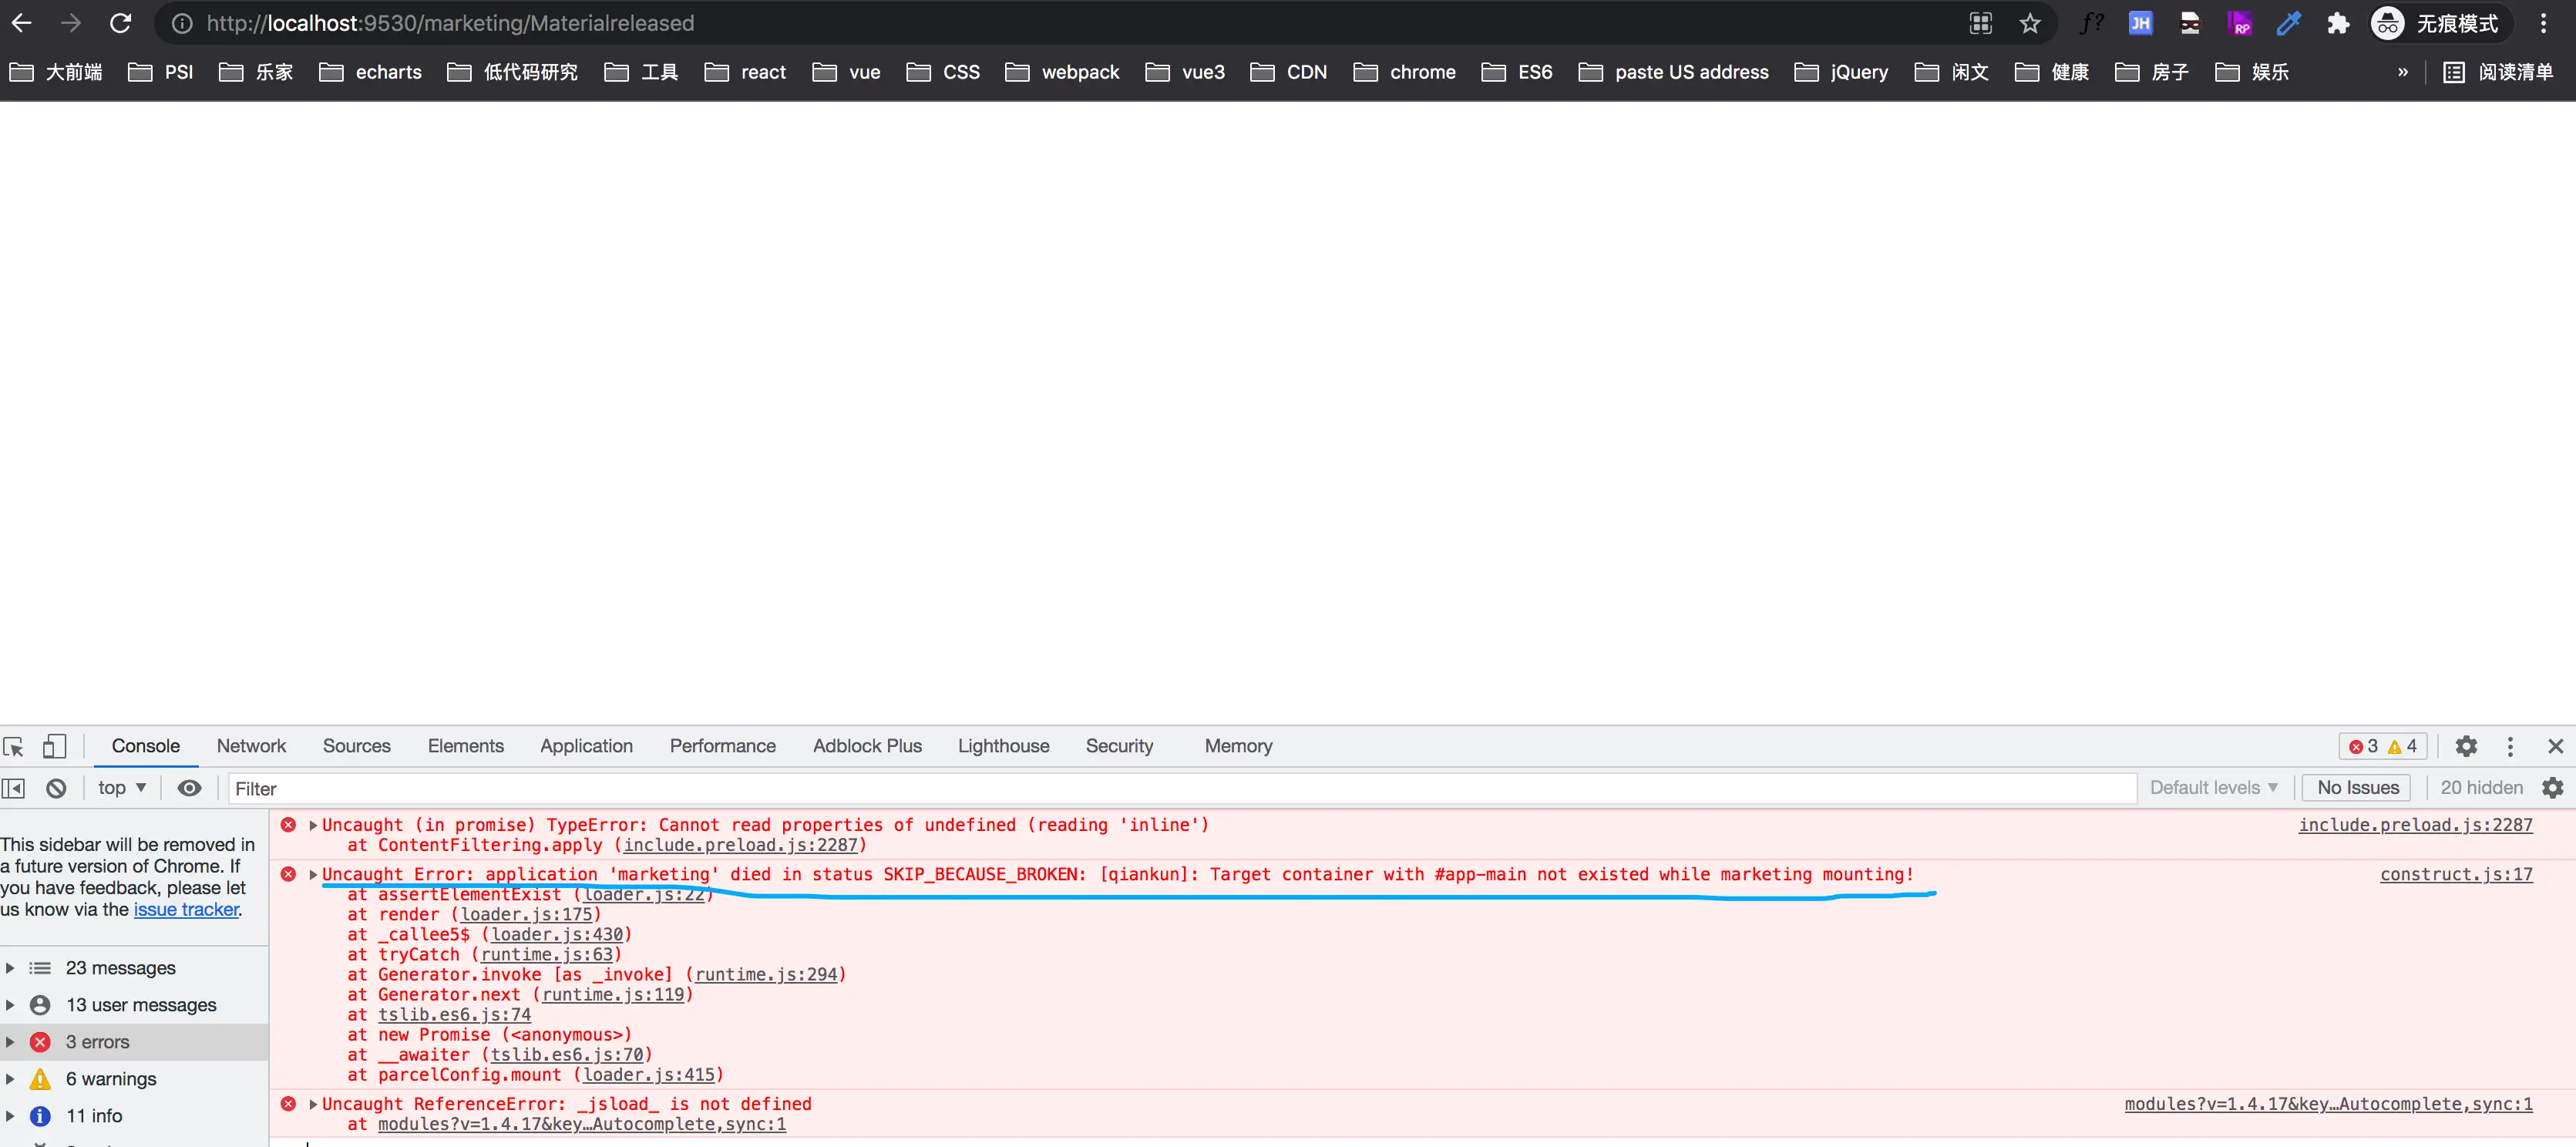 http://localhost:9530/marketing/Materialreleased
JH
RP
无痕模式
大前端 PSI 乐家 echarts 低代码研究 工具 react vue CSS webpack vue3 CDN chrome ES6 paste US address jQuery 闲文 健康 房子 娱乐 » 阅读清单
Console Network Sources Elements Application Performance Adblock Plus Lighthouse Security Memory 3 4
top Filter Default levels No Issues 20 hidden
This sidebar will be removed in
a future version of Chrome. If
you have feedback, please let
us know via the issue tracker.
23 messages
13 user messages
3 errors
6 warnings
11 info
Uncaught (in promise) TypeError: Cannot read properties of undefined (reading 'inline') include.preload.js:2287
at ContentFiltering.apply (include.preload.js:2287)
Uncaught Error: application 'marketing' died in status SKIP_BECAUSE_BROKEN: [qiankun]: Target container with #app-main not existed while marketing mounting! construct.js:17
at assertElementExist (loader.js:22)
at render (loader.js:175)
at _callee5$ (loader.js:430)
at tryCatch (runtime.js:63)
at Generator.invoke [as _invoke] (runtime.js:294)
at Generator.next (runtime.js:119)
at tslib.es6.js:74
at new Promise (<anonymous>)
at __awaiter (tslib.es6.js:70)
at parcelConfig.mount (loader.js:415)
Uncaught ReferenceError: _jsload_ is not defined modules?v=1.4.17&key…Autocomplete,sync:1
at modules?v=1.4.17&key…Autocomplete,sync:1